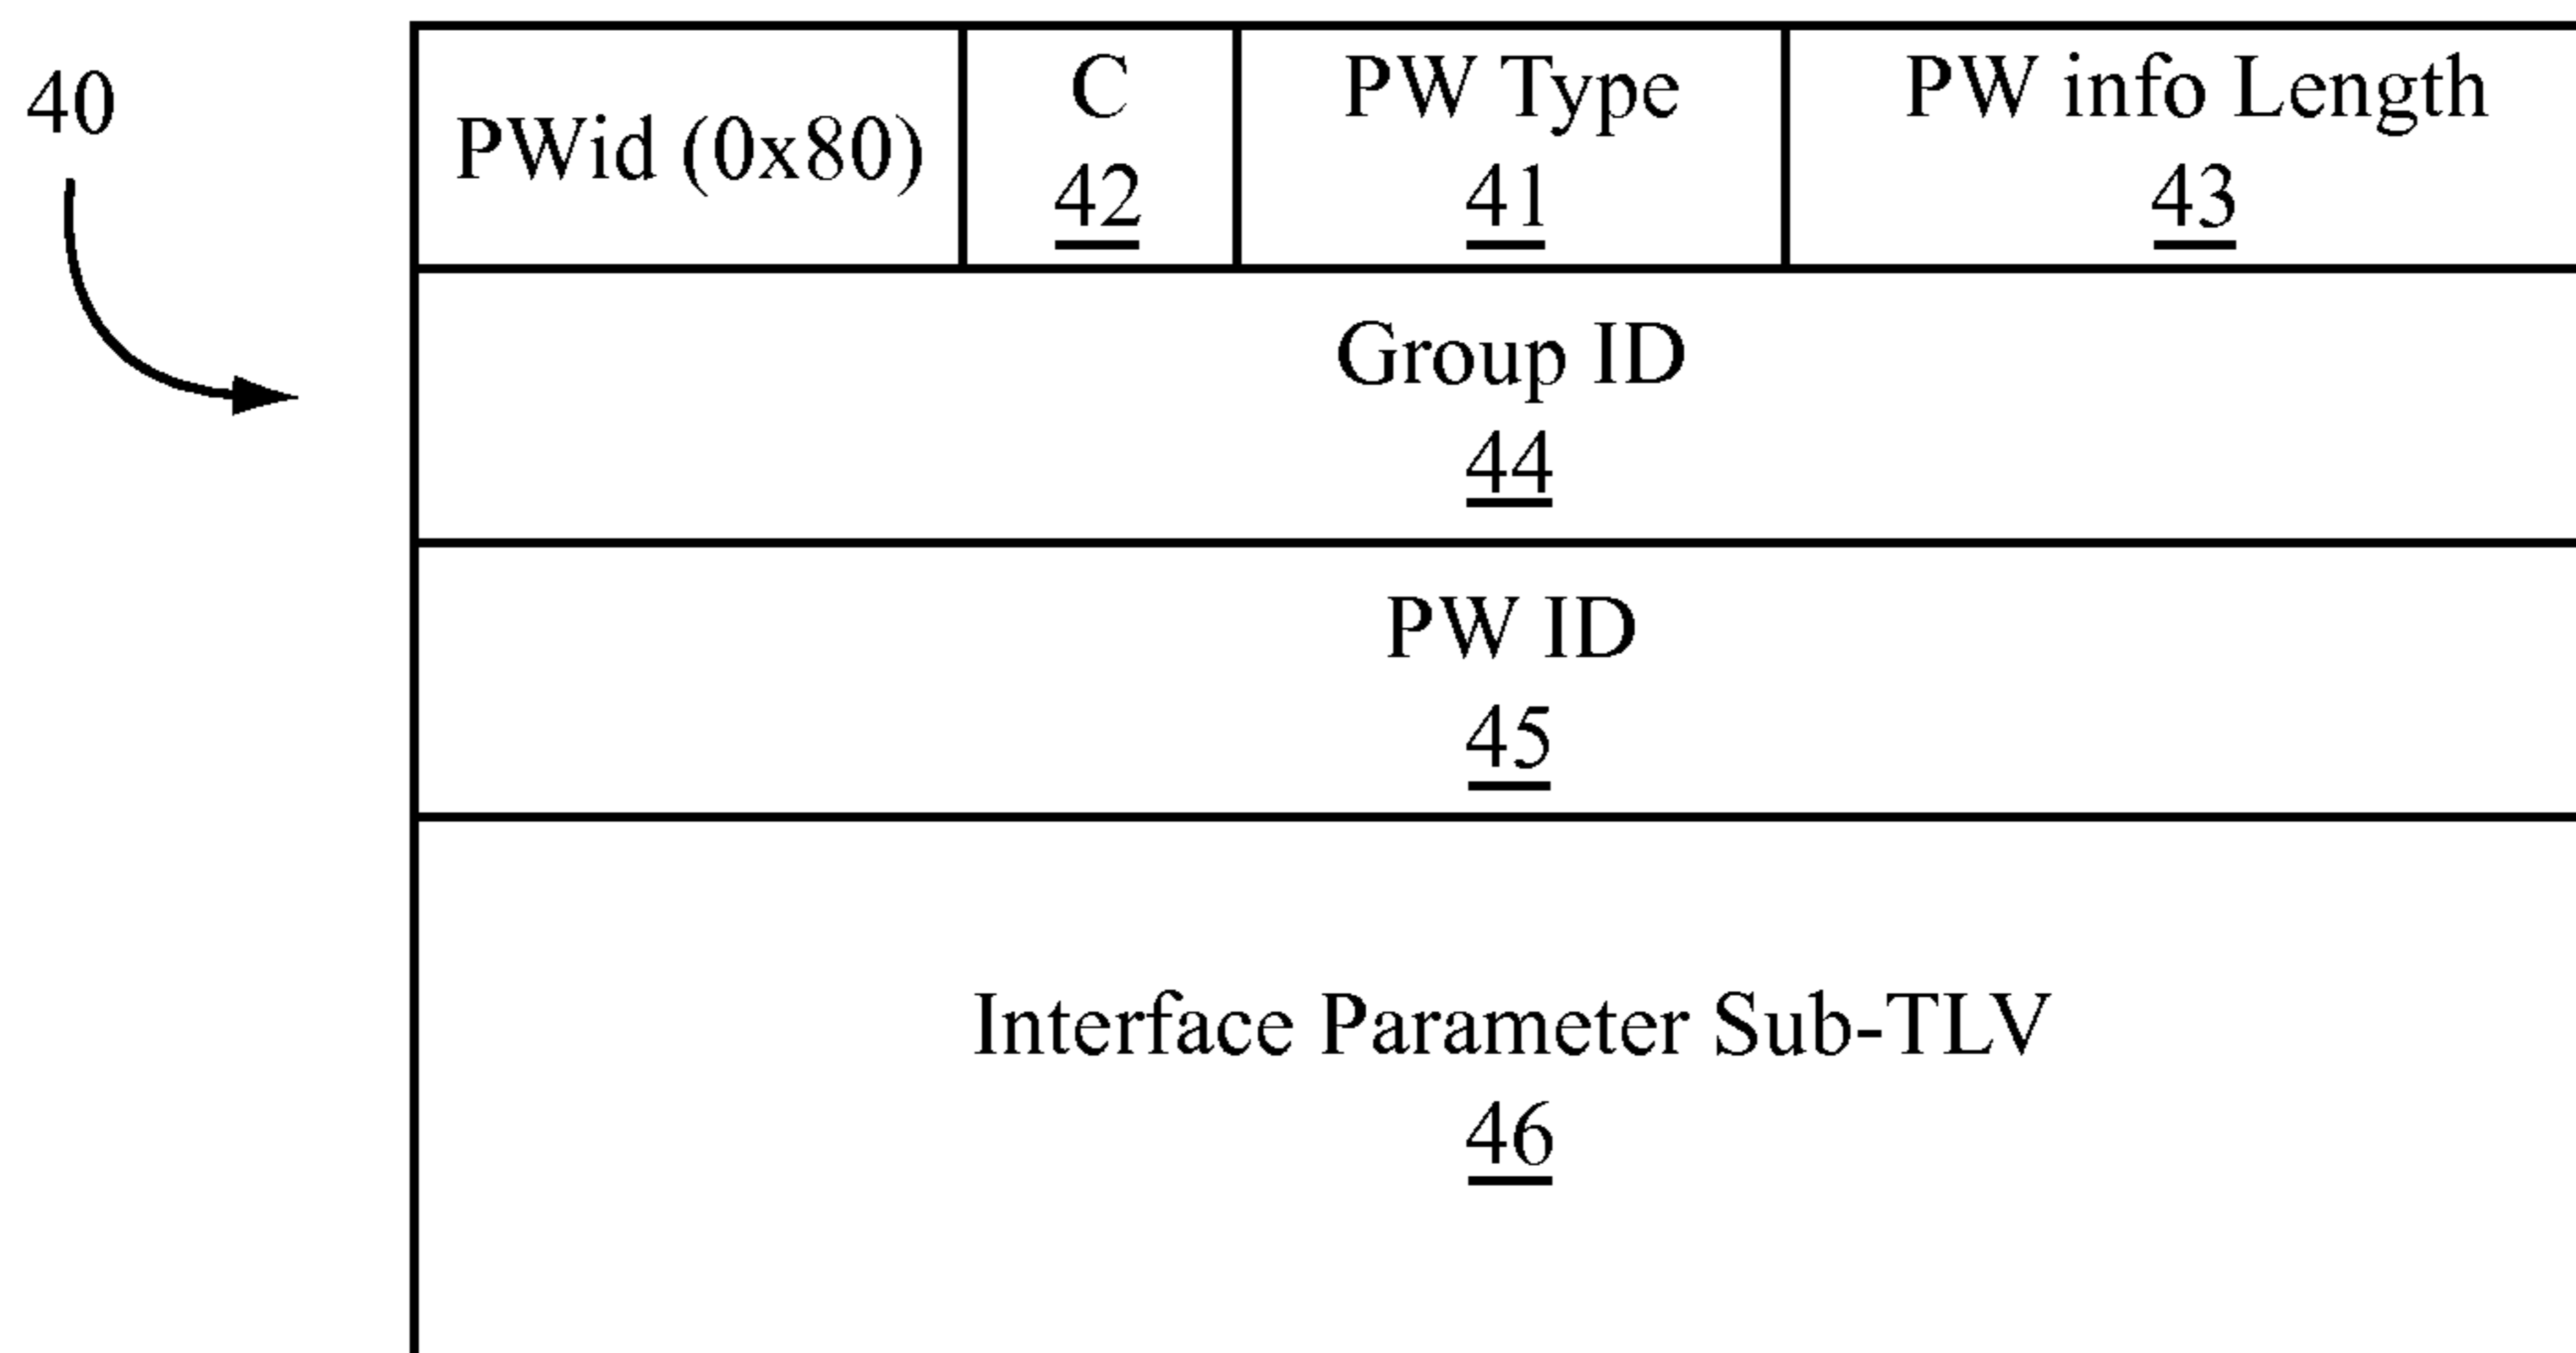 40
PWid (0x80)
C
42
PW Type
41
PW info Length
43
Group ID
44
PW ID
45
Interface Parameter Sub-TLV
46